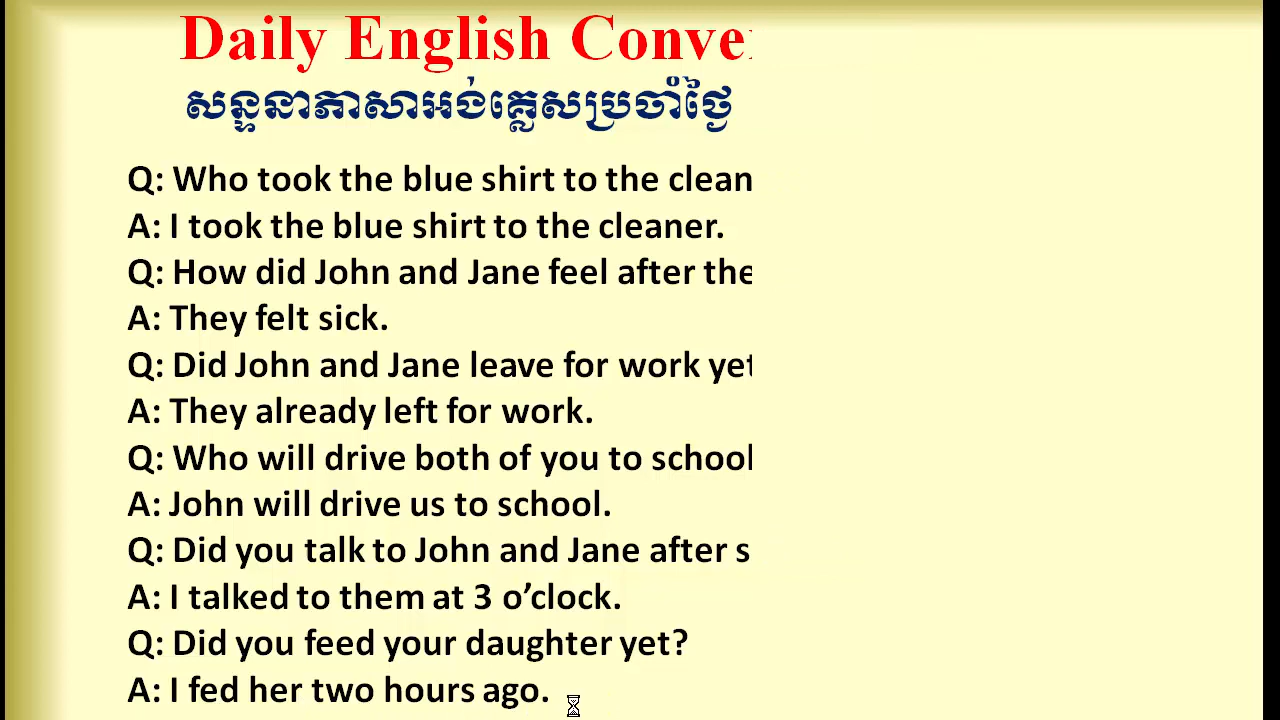 Daily English Conve
សន្ទនាភាសាអង់គ្លេសប្រចាំថ្ងៃ
Q: Who took the blue shirt to the clean
A: I took the blue shirt to the cleaner.
Q: How did John and Jane feel after the
A: They felt sick.
Q: Did John and Jane leave for work yet
A: They already left for work.
Q: Who will drive both of you to school
A: John will drive us to school.
Q: Did you talk to John and Jane after s
A: I talked to them at 3 o’clock.
Q: Did you feed your daughter yet?
A: I fed her two hours ago.